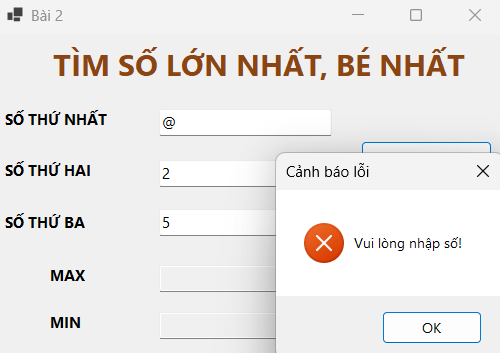 Bài 2
TÌM SỐ LỚN NHẤT, BÉ NHẤT
SỐ THỨ NHẤT
@
SỐ THỨ HAI
2
Cảnh báo lỗi
SỐ THỨ BA
5
Vui lòng nhập số!
MAX
MIN
OK